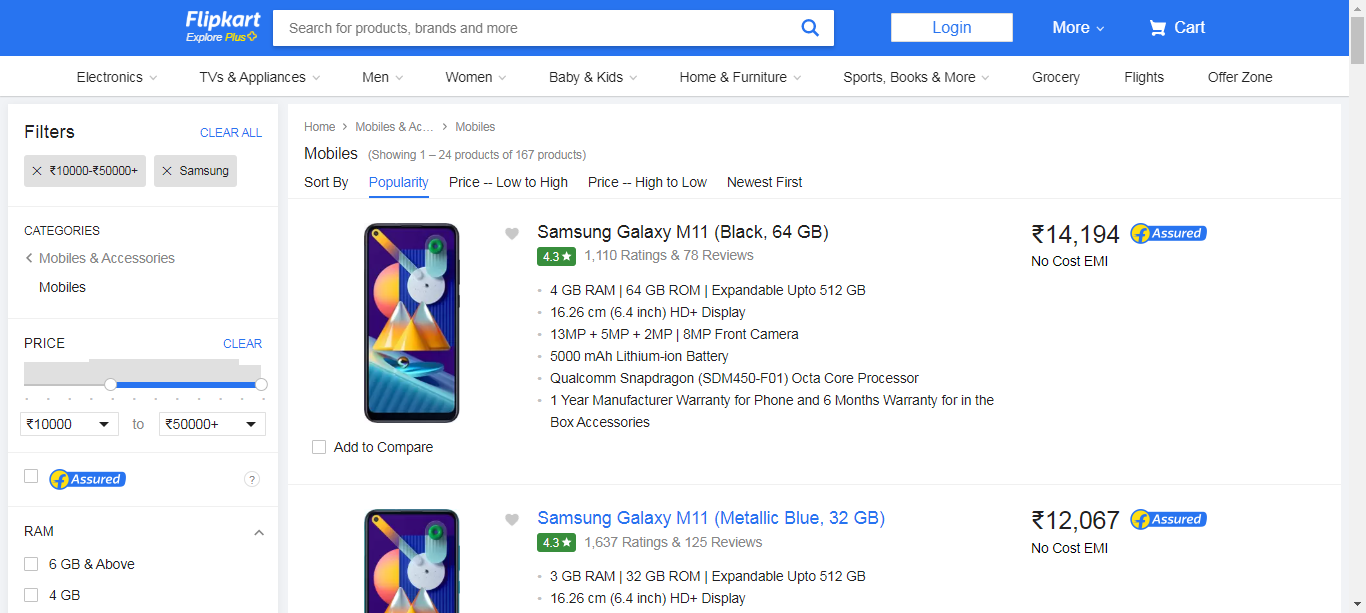 Flipkart
Explore Plus
Search for products, brands and more
Login
More
Cart
Electronics
TVs & Appliances
Men
Women
Baby & Kids
Home & Furniture
Sports, Books & More
Grocery
Flights
Offer Zone
Filters
CLEAR ALL
₹10000-₹50000+
Samsung
CATEGORIES
Mobiles & Accessories
Mobiles
PRICE
CLEAR
₹10000
to
₹50000+
f Assured
?
RAM
6 GB & Above
4 GB
Home
Mobiles & Ac...
Mobiles
Mobiles (Showing 1 – 24 products of 167 products)
Sort By
Popularity
Price -- Low to High
Price -- High to Low
Newest First
Samsung Galaxy M11 (Black, 64 GB)
4.3★ 1,110 Ratings & 78 Reviews
4 GB RAM | 64 GB ROM | Expandable Upto 512 GB
16.26 cm (6.4 inch) HD+ Display
13MP + 5MP + 2MP | 8MP Front Camera
5000 mAh Lithium-ion Battery
Qualcomm Snapdragon (SDM450-F01) Octa Core Processor
1 Year Manufacturer Warranty for Phone and 6 Months Warranty for in the
Box Accessories
₹14,194
f Assured
No Cost EMI
Add to Compare
Samsung Galaxy M11 (Metallic Blue, 32 GB)
4.3★ 1,637 Ratings & 125 Reviews
3 GB RAM | 32 GB ROM | Expandable Upto 512 GB
16.26 cm (6.4 inch) HD+ Display
₹12,067
f Assured
No Cost EMI